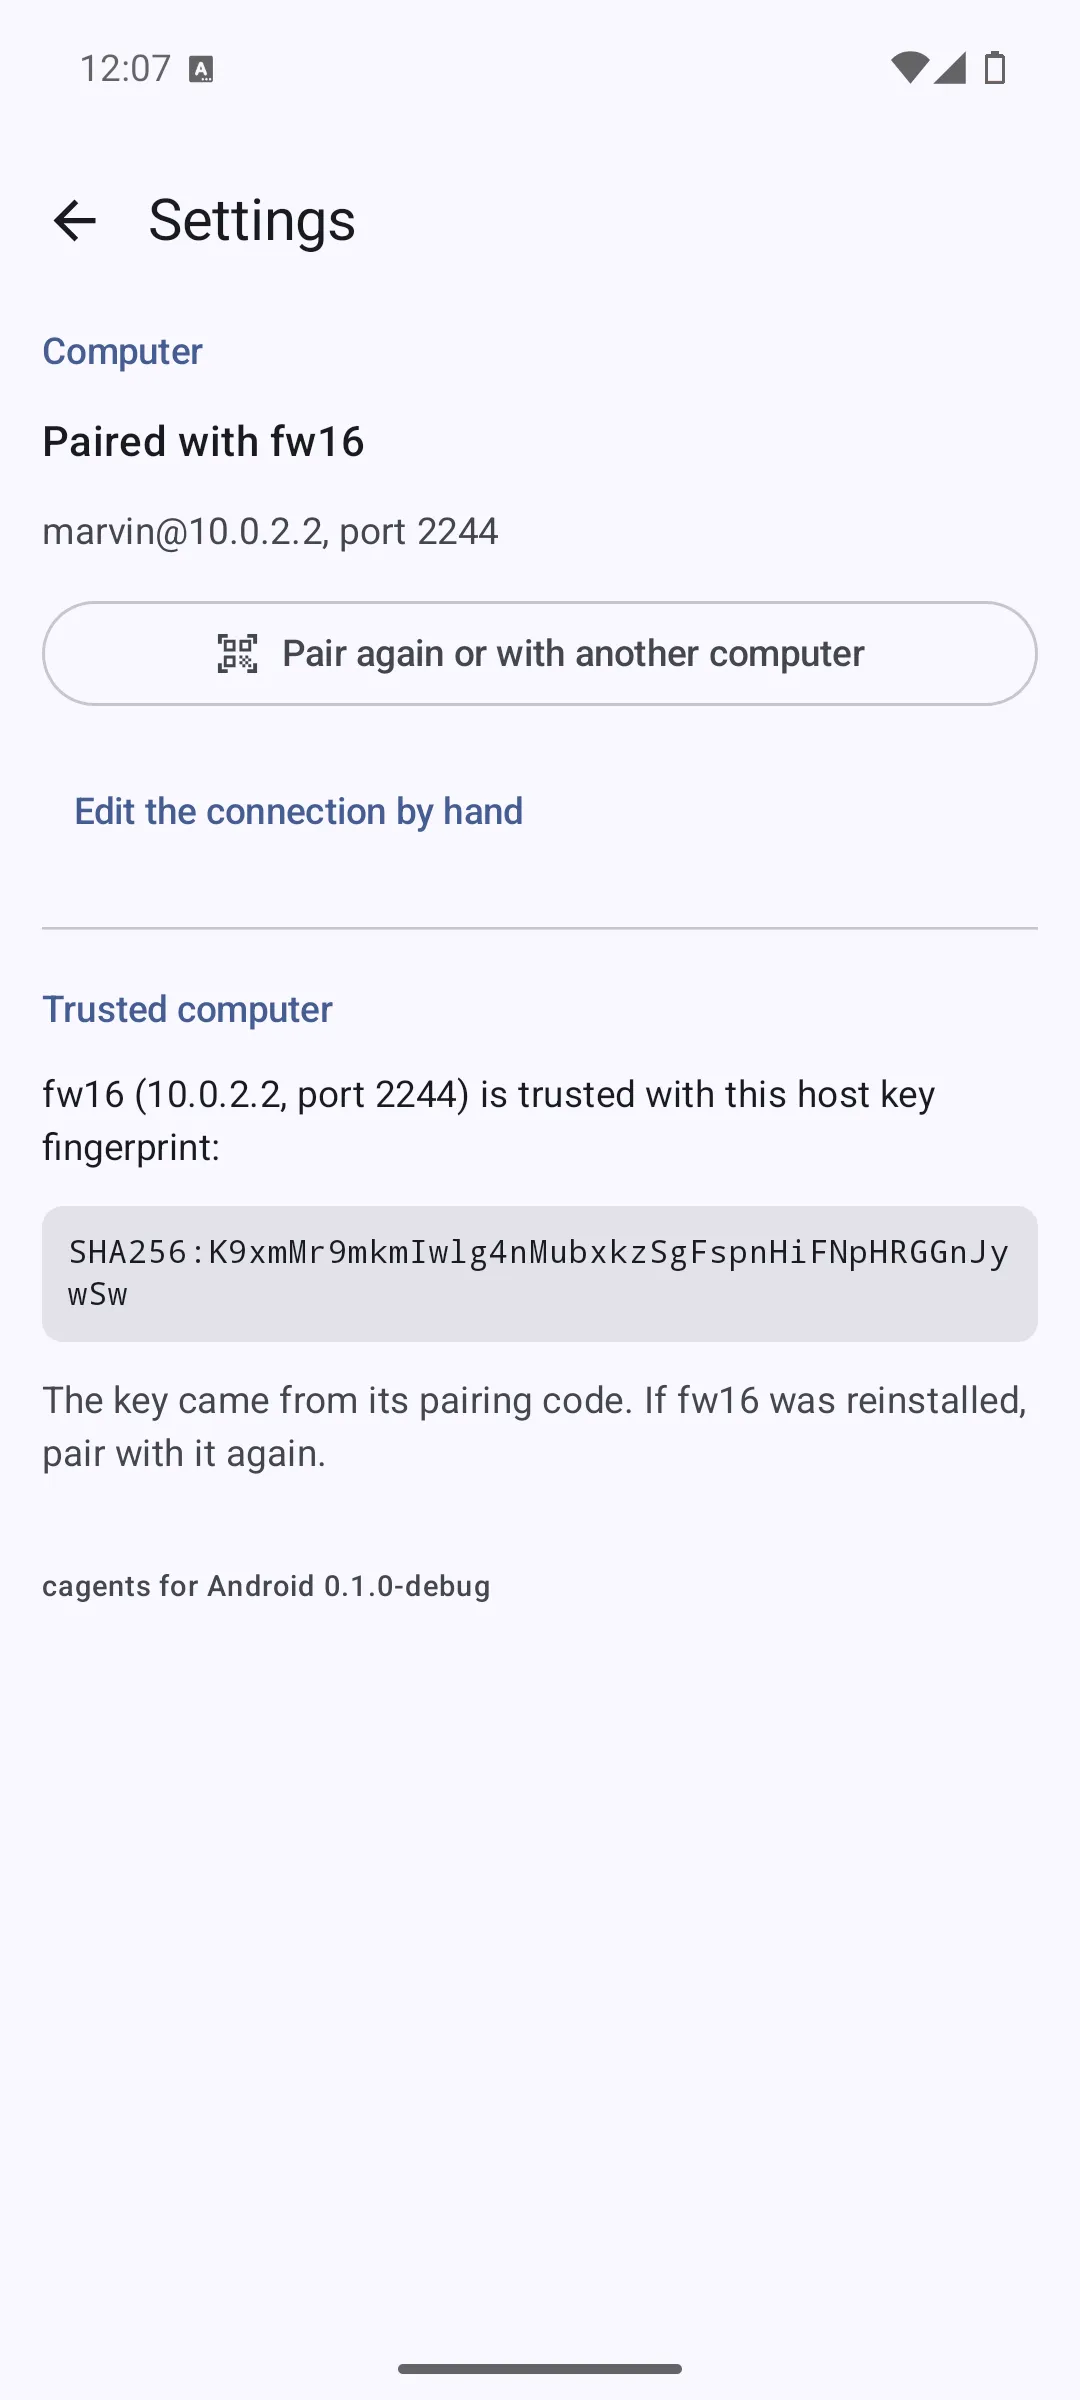 12:07
Settings
Computer
Paired with fw16
marvin@10.0.2.2, port 2244
Pair again or with another computer
Edit the connection by hand
Trusted computer
fw16 (10.0.2.2, port 2244) is trusted with this host key
fingerprint:
SHA256:K9xmMr9mkmIwlg4nMubxkzSgFspnHiFNpHRGGnJy
wSw
The key came from its pairing code. If fw16 was reinstalled,
pair with it again.
cagents for Android 0.1.0-debug